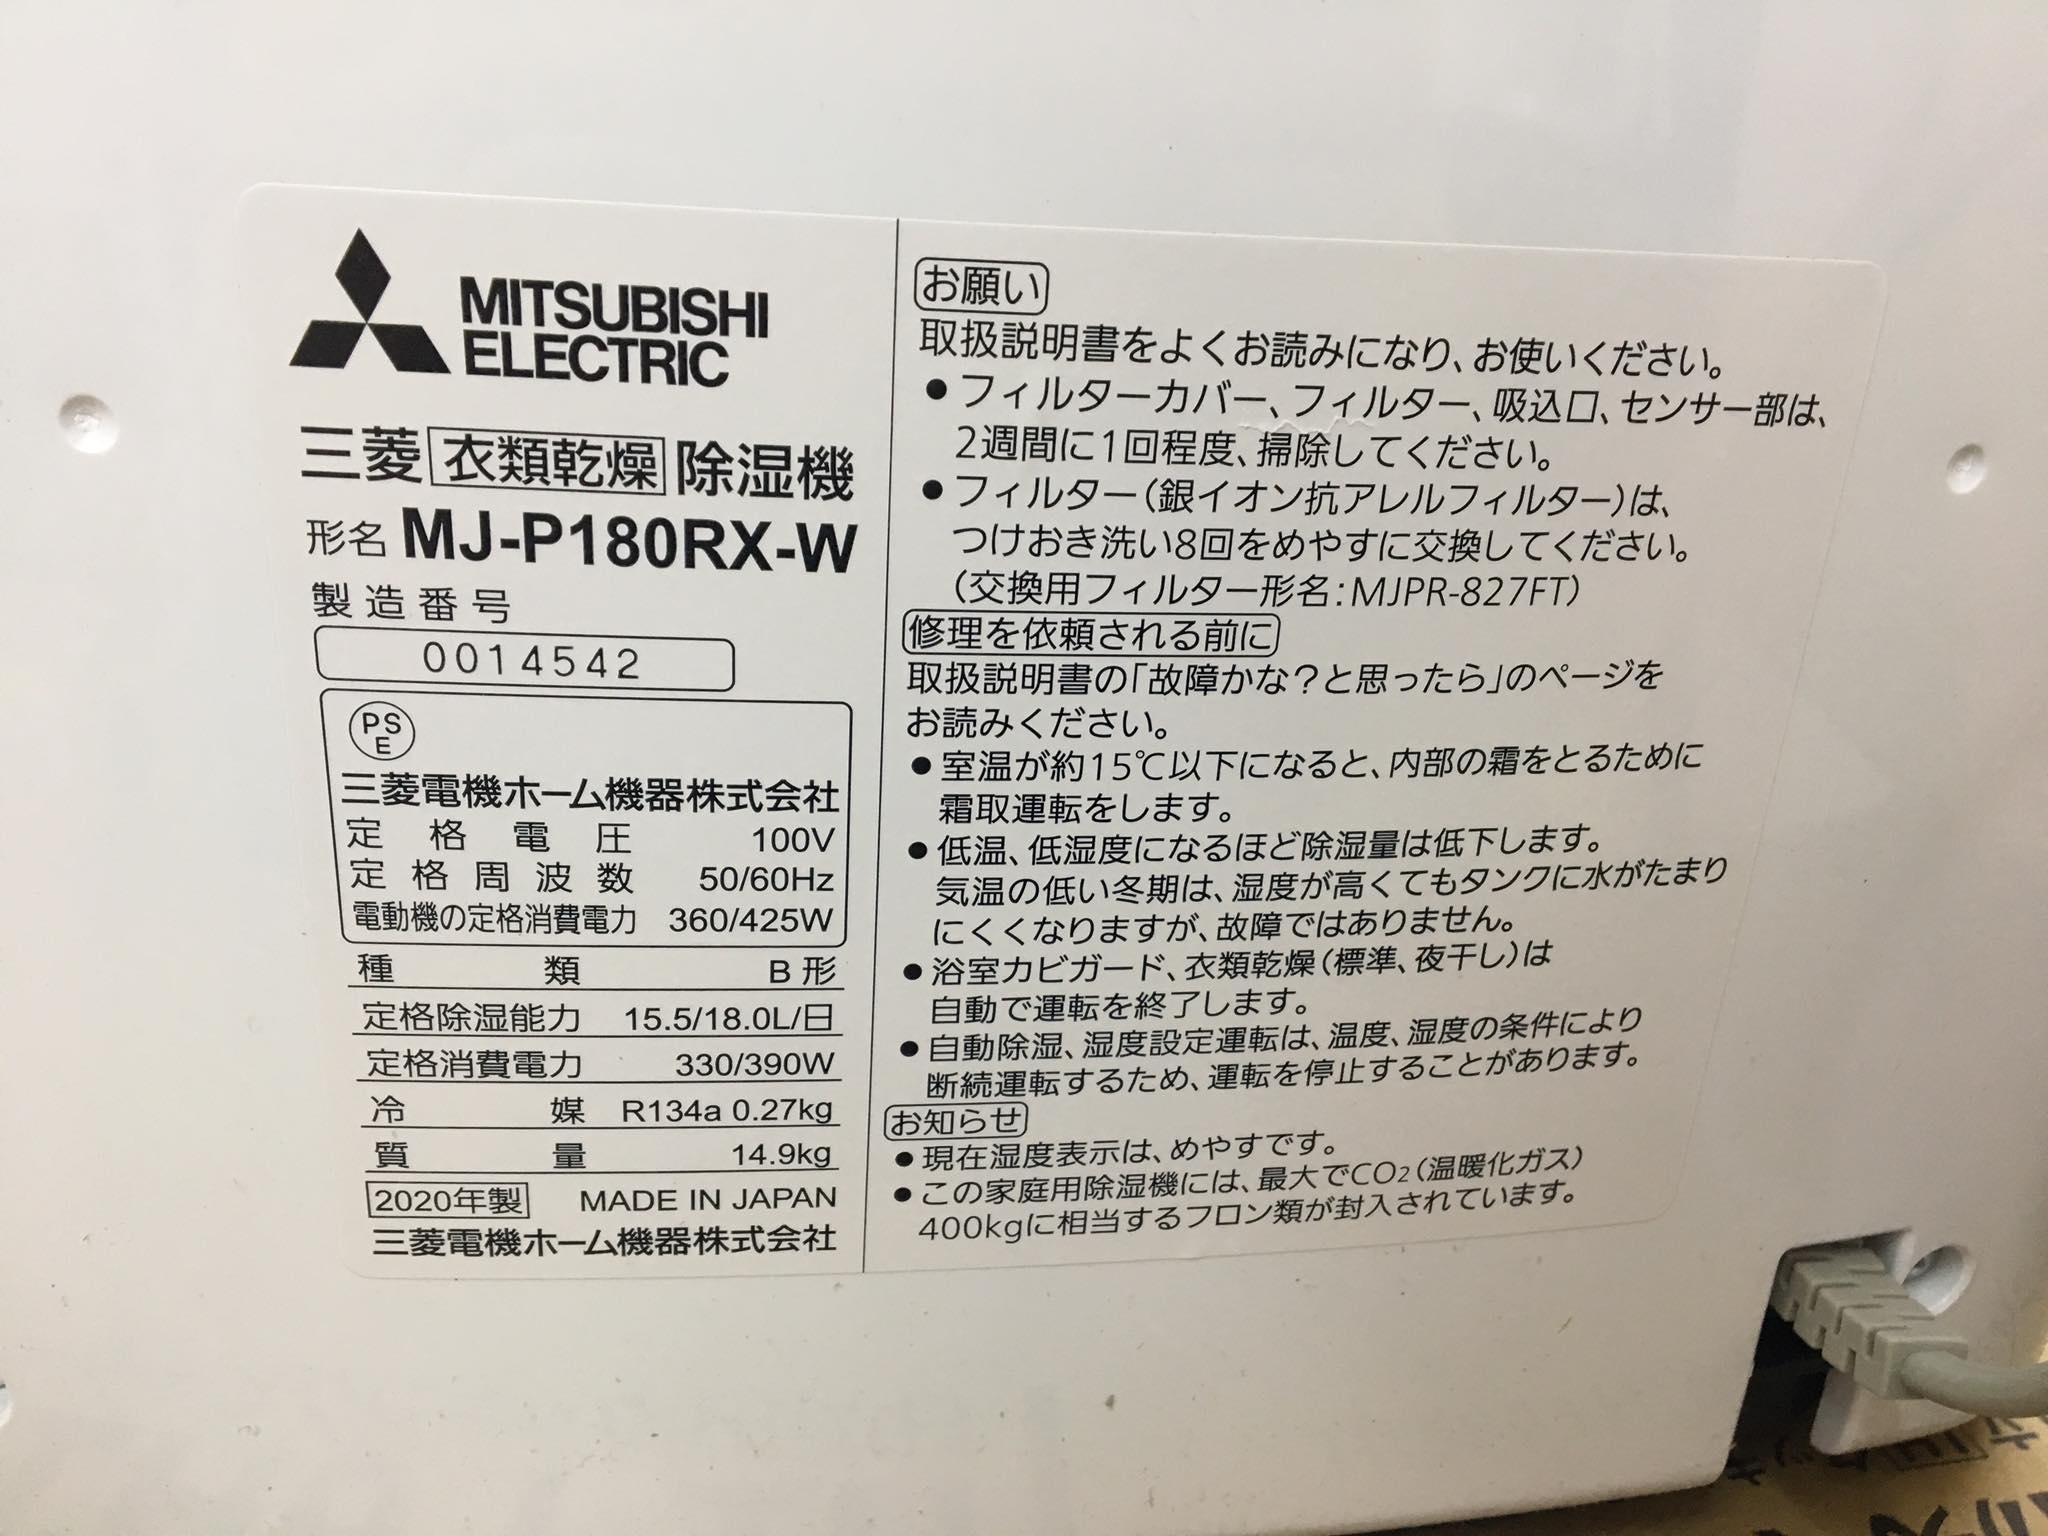 MITSUBISHI
ELECTRIC
三菱 衣類乾燥 除湿機
形名 MJ-P180RX-W
製造番号
0014542
PS
E
三菱電機ホーム機器株式会社
定格電圧 100V
定格周波数 50/60Hz
電動機の定格消費電力 360/425W
種類 B形
定格除湿能力 15.5/18.0L/日
定格消費電力 330/390W
冷媒 R134a 0.27kg
質量 14.9kg
2020年製 MADE IN JAPAN
三菱電機ホーム機器株式会社
お願い
取扱説明書をよくお読みになり、お使いください。
●フィルターカバー、フィルター、吸込口、センサー部は、
2週間に1回程度、掃除してください。
●フィルター(銀イオン抗アレルフィルター)は、
つけおき洗い8回をめやすに交換してください。
(交換用フィルター形名:MJPR-827FT)
修理を依頼される前に
取扱説明書の「故障かな?と思ったら」のページを
お読みください。
●室温が約15℃以下になると、内部の霜をとるために
霜取運転をします。
●低温、低湿度になるほど除湿量は低下します。
気温の低い冬期は、湿度が高くてもタンクに水がたまり
にくくなりますが、故障ではありません。
●浴室カビガード、衣類乾燥(標準、夜干し)は
自動で運転を終了します。
●自動除湿、湿度設定運転は、温度、湿度の条件により
断続運転するため、運転を停止することがあります。
お知らせ
●現在湿度表示は、めやすです。
●この家庭用除湿機には、最大でCO2(温暖化ガス)
400kgに相当するフロン類が封入されています。